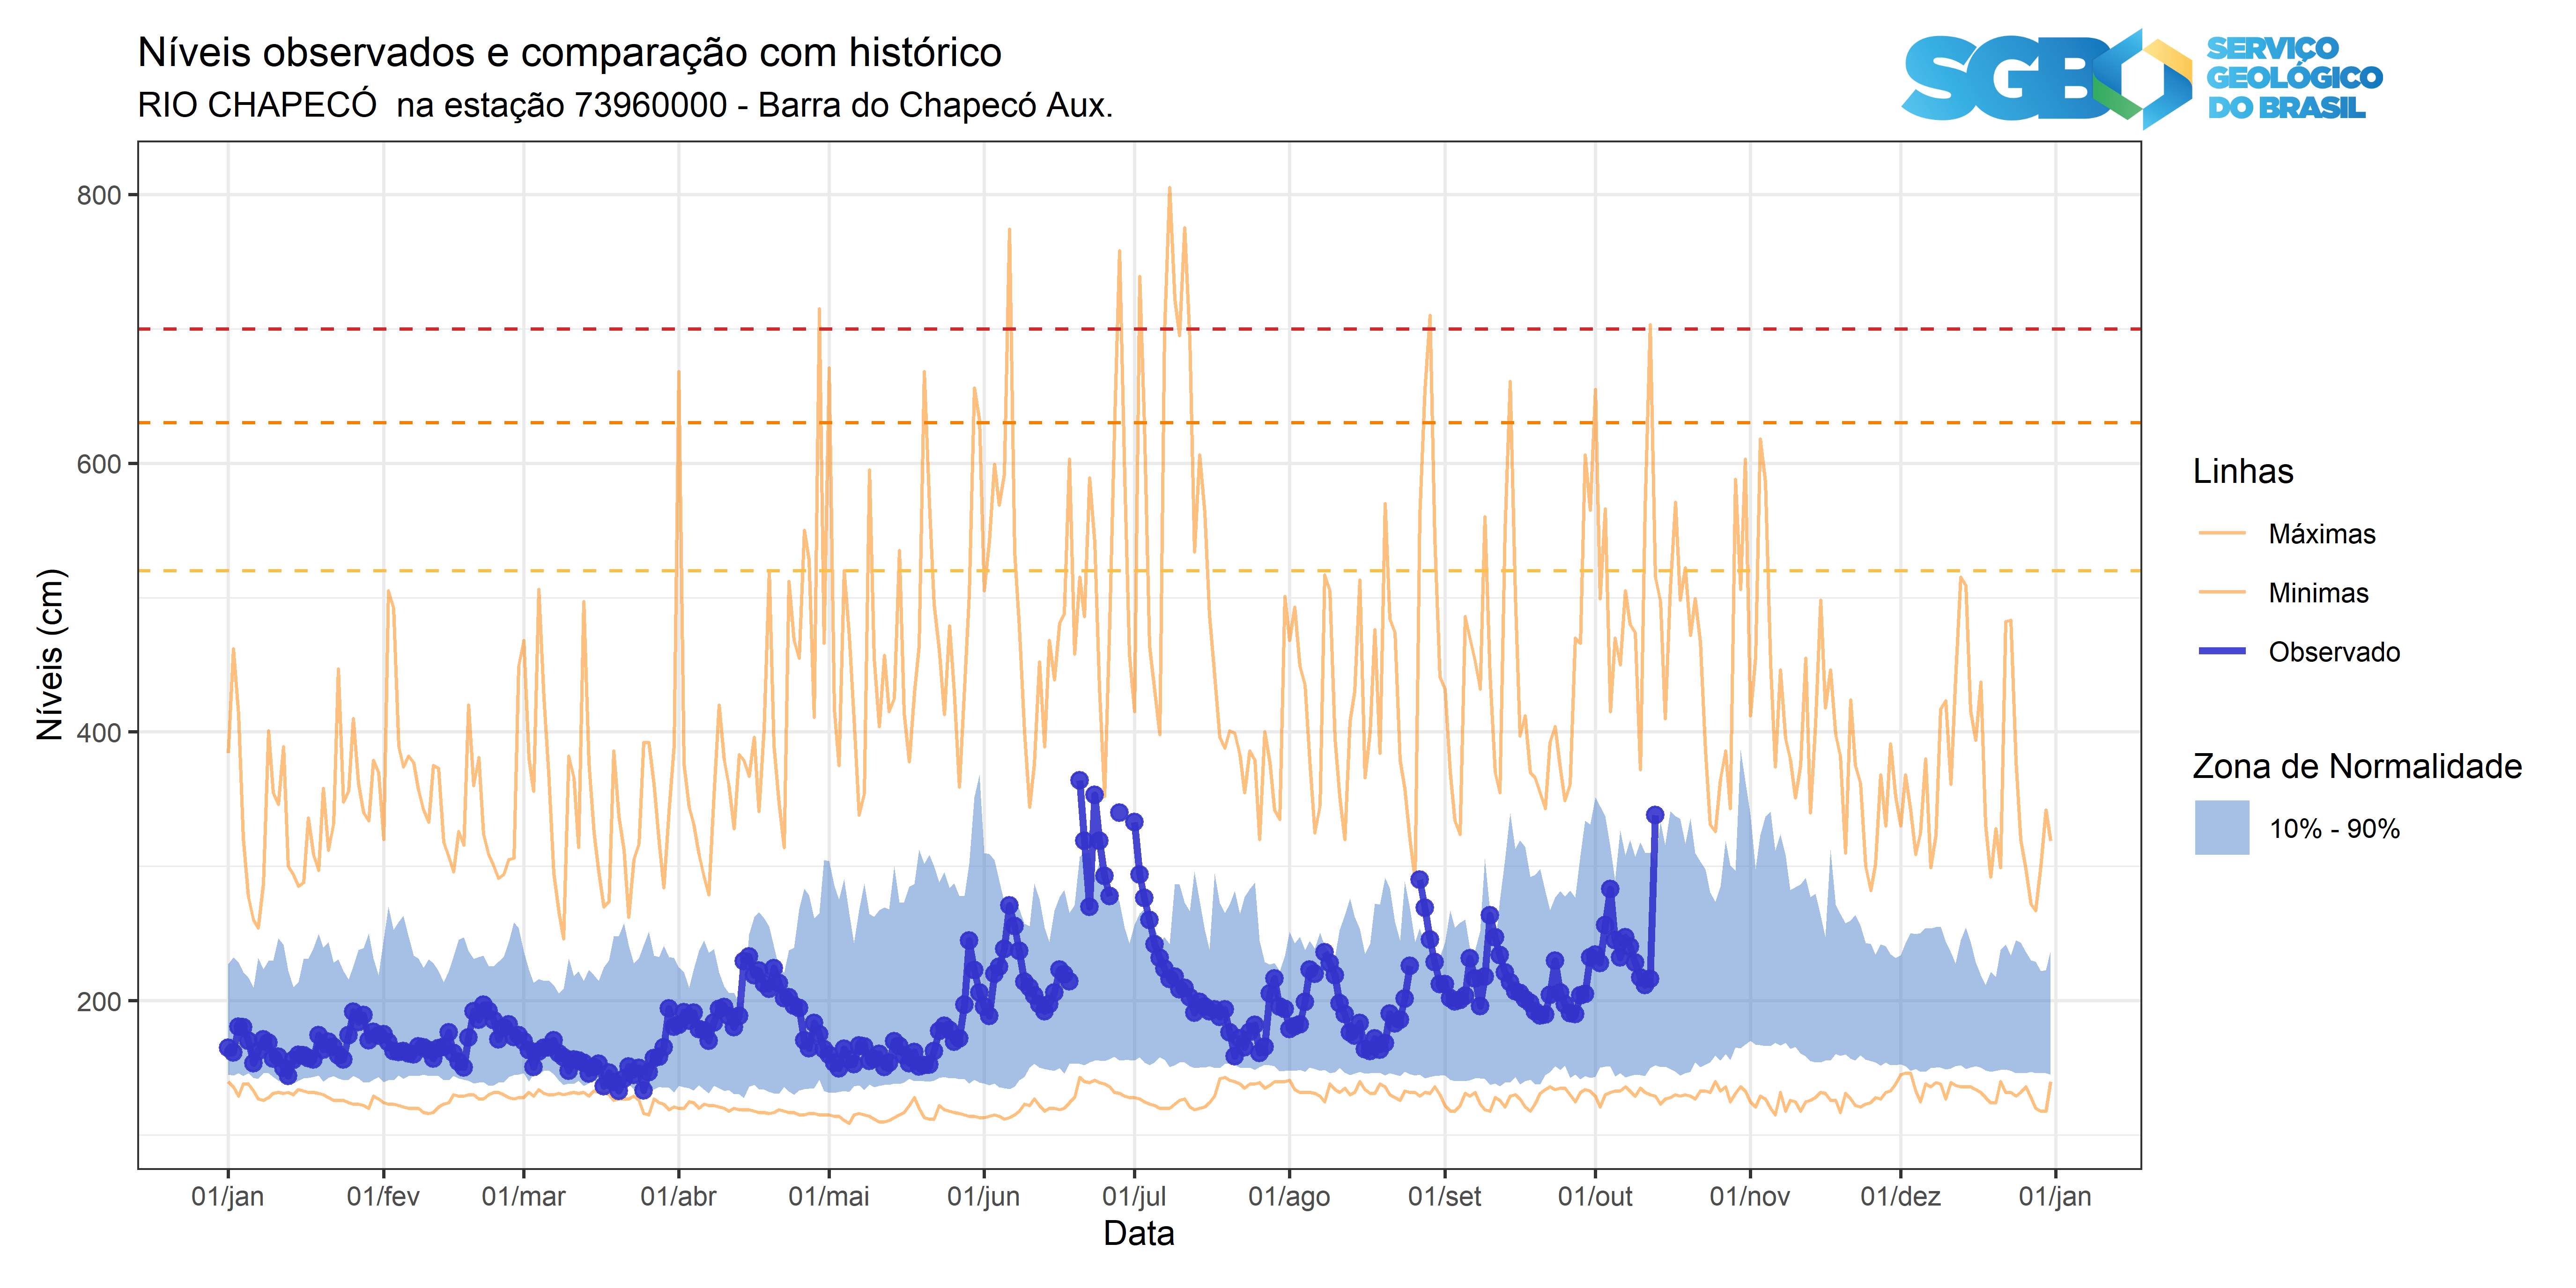 Níveis observados e comparação com histórico
RIO CHAPECÓ  na estação 73960000 - Barra do Chapecó Aux.
SGB
SERVIÇO
GEOLÓGICO
DO BRASIL
800
600
400
200
Níveis (cm)
01/jan
01/fev
01/mar
01/abr
01/mai
01/jun
01/jul
01/ago
01/set
01/out
01/nov
01/dez
01/jan
Data
Linhas
Máximas
Minimas
Observado
Zona de Normalidade
10% - 90%